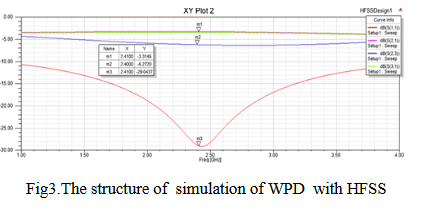 XY Plot 2
HFSSDesign1
Curve info
dB(S(1,1))
Setup1 : Sweep
dB(S(2,1))
Setup1 : Sweep
dB(S(2,3))
Setup1 : Sweep
dB(S(3,1))
Setup1 : Sweep
m1
m2
m3
Name X Y
m1 2.4100 -3.3146
m2 2.4000 -6.2720
m3 2.4100 -29.0437
0.00
-5.00
-10.00
-15.00
-20.00
-25.00
-30.00
1.00 1.50 2.00 2.50 3.00 3.50 4.00
Freq [GHz]
Fig3.The structure of simulation of WPD with HFSS